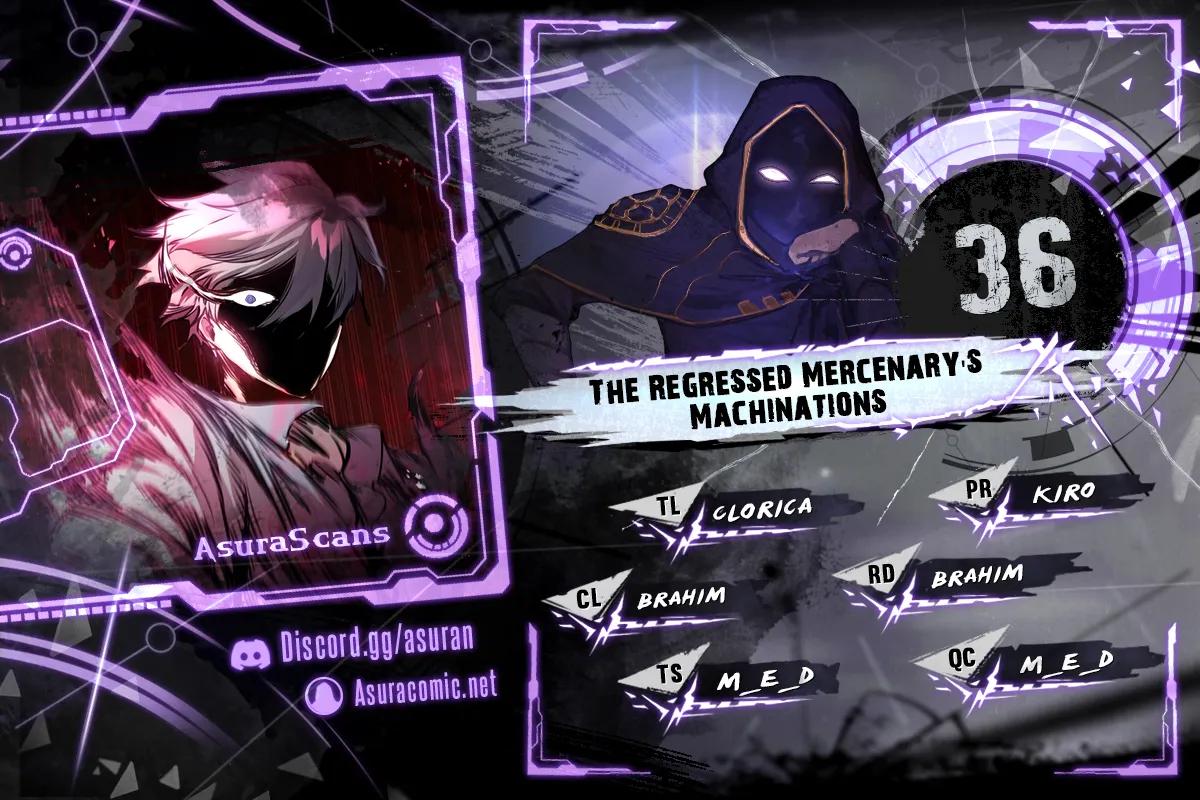 36
THE REGRESSED MERCENARY'S
MACHINATIONS
TL CLORICA
PR KIRO
CL BRAHIM
RD BRAHIM
TS M_E_D
QC M_E_D
AsuraScans
Discord.gg/asuran
Asuracomic.net